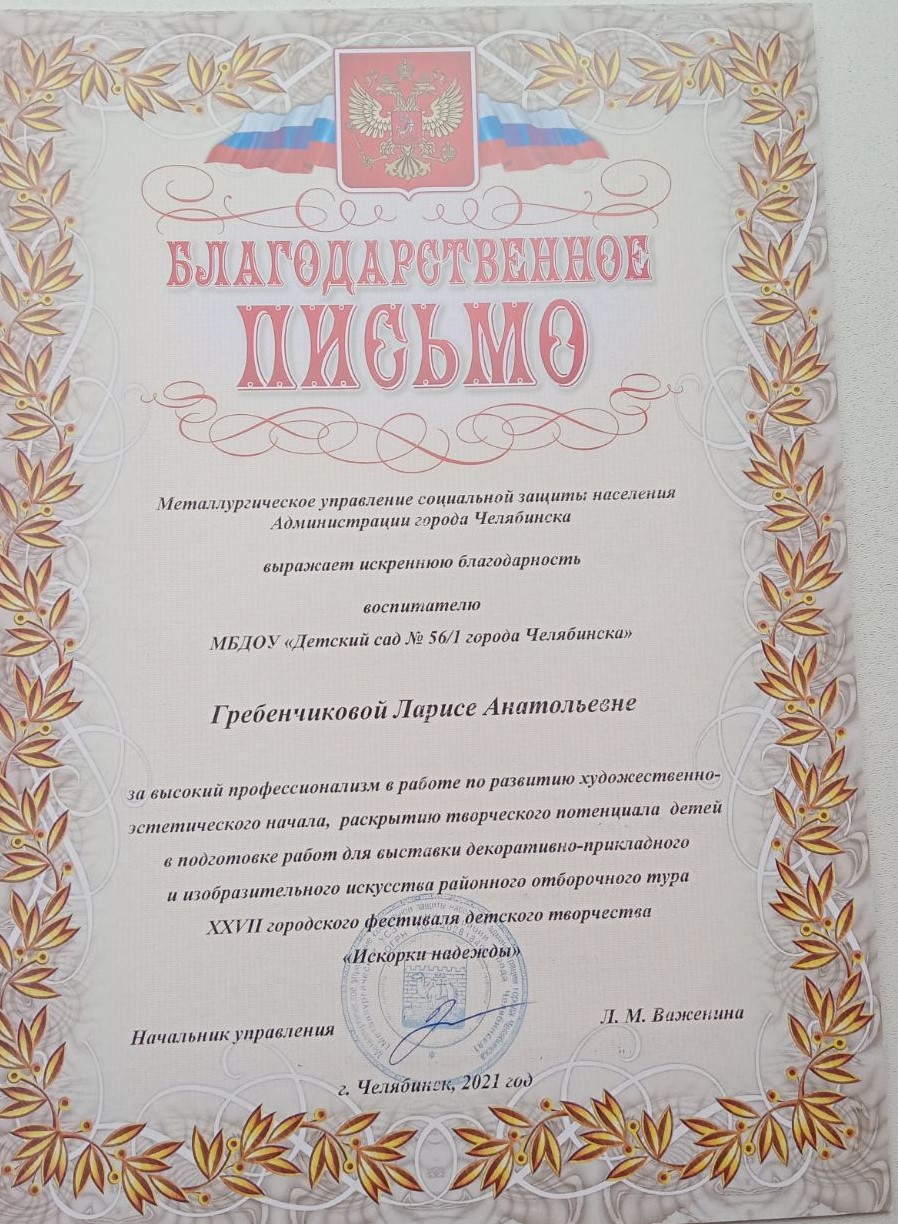 БЛАГОДАРСТВЕННОЕ
ПИСЬМО
Металлургическое управление социальной защиты населения
Администрации города Челябинска
выражает искреннюю благодарность
воспитателю
МБДОУ «Детский сад № 56/1 города Челябинска»
Гребенчиковой Ларисе Анатольевне
за высокий профессионализм в работе по развитию художественно-
эстетического начала, раскрытию творческого потенциала детей
в подготовке работ для выставки декоративно-прикладного
и изобразительного искусства районного отборочного тура
XXVII городского фестиваля детского творчества
«Искорки надежды»
Начальник управления
Л. М. Важенина
г. Челябинск, 2021 год